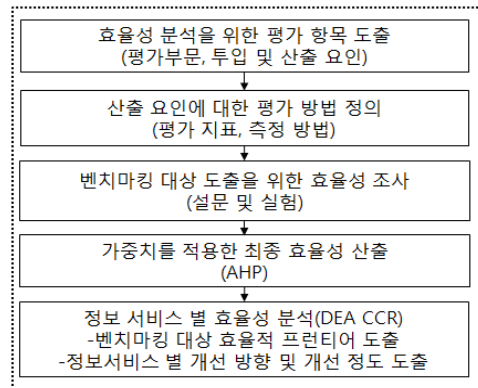 효율성 분석을 위한 평가 항목 도출
(평가부문, 투입 및 산출 요인)
산출 요인에 대한 평가 방법 정의
(평가 지표, 측정 방법)
벤치마킹 대상 도출을 위한 효율성 조사
(설문 및 실험)
가중치를 적용한 최종 효율성 산출
(AHP)
정보 서비스 별 효율성 분석(DEA CCR)
-벤치마킹 대상 효율적 프런티어 도출
-정보서비스 별 개선 방향 및 개선 정도 도출